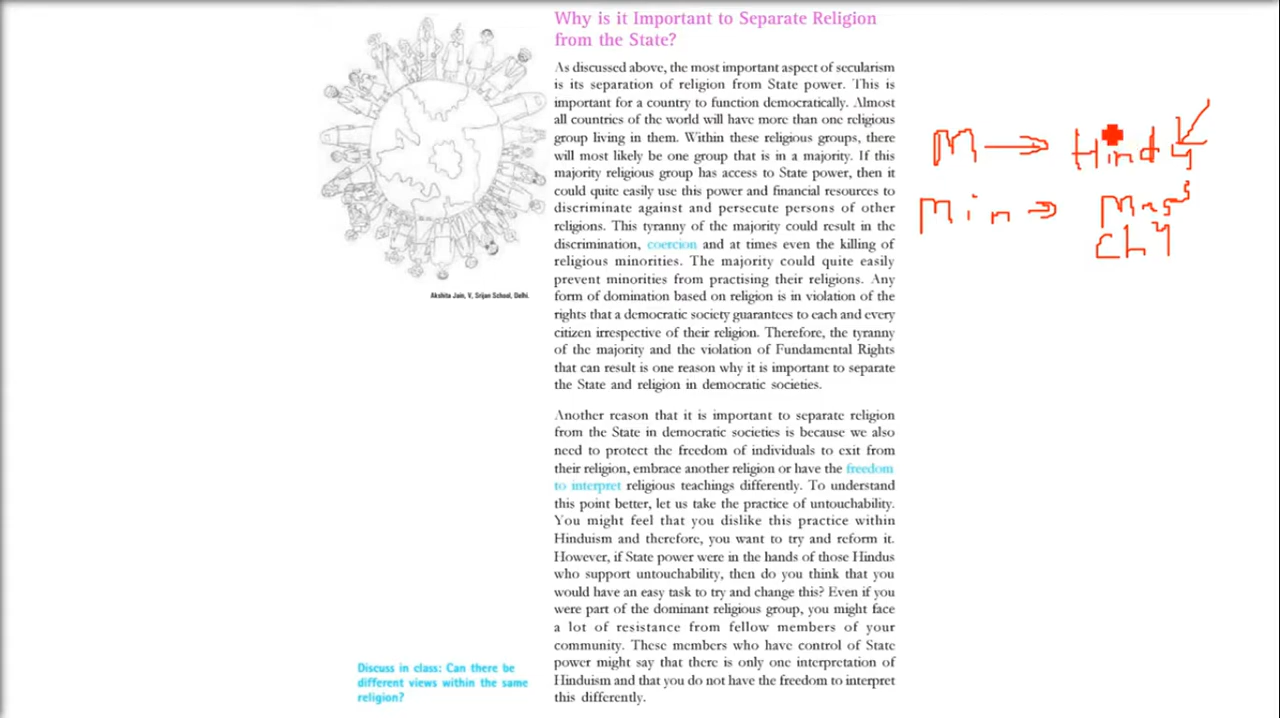 Why is it Important to Separate Religion
from the State?
As discussed above, the most important aspect of secularism
is its separation of religion from State power. This is
important for a country to function democratically. Almost
all countries of the world will have more than one religious
group living in them. Within these religious groups, there
will most likely be one group that is in a majority. If this
majority religious group has access to State power, then it
could quite easily use this power and financial resources to
discriminate against and persecute persons of other
religions. This tyranny of the majority could result in the
discrimination, coercion and at times even the killing of
religious minorities. The majority could quite easily
prevent minorities from practising their religions. Any
form of domination based on religion is in violation of the
rights that a democratic society guarantees to each and every
citizen irrespective of their religion. Therefore, the tyranny
of the majority and the violation of Fundamental Rights
that can result is one reason why it is important to separate
the State and religion in democratic societies.
Another reason that it is important to separate religion
from the State in democratic societies is because we also
need to protect the freedom of individuals to exit from
their religion, embrace another religion or have the freedom
to interpret religious teachings differently. To understand
this point better, let us take the practice of untouchability.
You might feel that you dislike this practice within
Hinduism and therefore, you want to try and reform it.
However, if State power were in the hands of those Hindus
who support untouchability, then do you think that you
would have an easy task to try and change this? Even if you
were part of the dominant religious group, you might face
a lot of resistance from fellow members of your
community. These members who have control of State
power might say that there is only one interpretation of
Hinduism and that you do not have the freedom to interpret
this differently.
Akshita Jain, V, Srijan School, Delhi.
Discuss in class: Can there be
different views within the same
religion?
M → Hindu
Min →